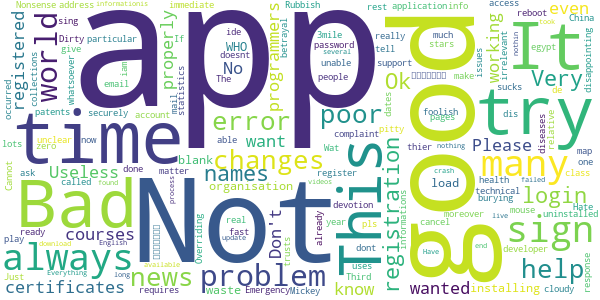 Nonsense
address
informationis
sing
Dirty
particular
immediate
ide
Rubbish
3mile
rest
applicationinfo
access
reboot
even
took
China
irrelevant
disappointing
egypt
properly
WHO
doesnt
error
No
The
password
several
unable
people
really
tell
support
If
give
registered
world
collections
whatsoever
iam
email
programmers
betrayal
much
stars
issues
working
It
Very
app
good
try
sucks
de
occurred
patents
securely
statistics
mail
account
now
unclear
zero
time
Not
Ok
poor
want
able
union
foolish
pages
make
Please
dis
diseases
relative
map
one
class
lots
Cannot
ask
Useless
called
done
matter
blank
changes
names
organisation
Wat
complaint
thier
nothing
crash
load
health
technical
burying
many
login
sign
Bad
always
courses
news
problem
Don't
This
registration
dates
pitty
informations
cancel
moreover
live
mouse
uninstalled
Hate
end
Have
developer
cloudy
ready
play
Just
download
Everything
long
certificates
English
available
found
process
requires
waste
Overriding
real
fast
update
videos
trusts
Emergency
Mickey
register
year
devotion
already
pls
dont
uses
Third
know
wanted
installing
failed
help
response